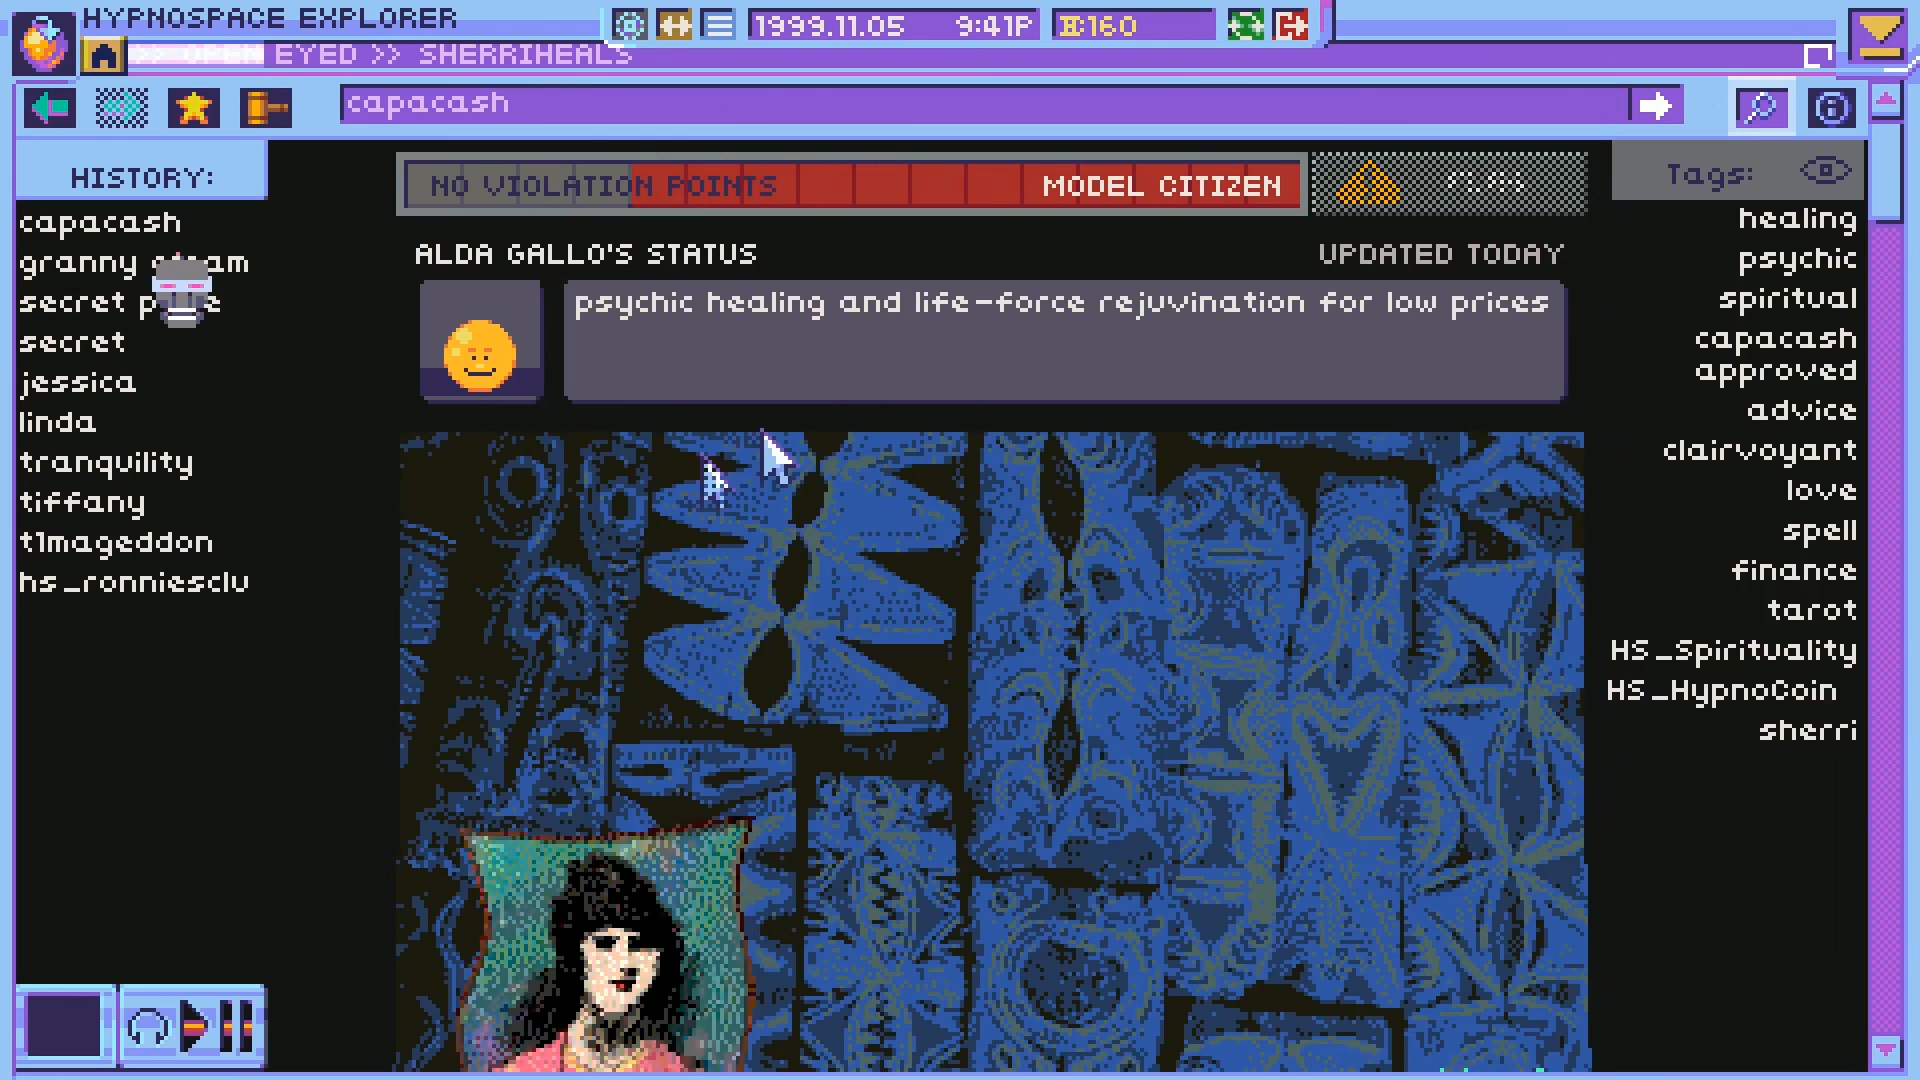 HYPNOSPACE EXPLORER
1999.11.05 9:41P 160
EYED >> SHERRIHEALS
capacash
HISTORY:
capacash
granny
secret
secret
jessica
linda
tranquility
tiffany
t1mageddon
hs_ronniesclu
NO VIOLATION POINTS MODEL CITIZEN
ALDA GALLO'S STATUS UPDATED TODAY
psychic healing and life-force rejuvination for low prices
Tags:
healing
psychic
spiritual
capacash
approved
advice
clairvoyant
love
spell
finance
tarot
HS_Spirituality
HS_HypnoCoin
sherri